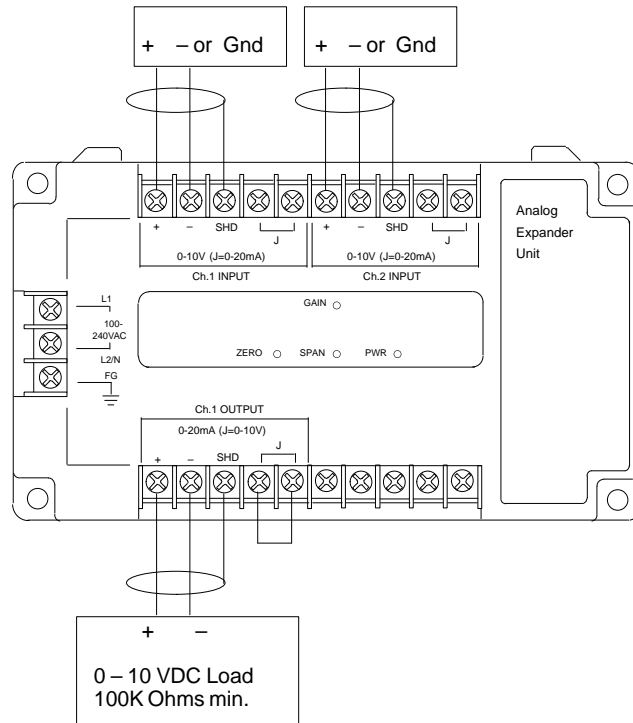 + – or Gnd
+ – or Gnd
+ – SHD J + – SHD J
0-10V (J=0-20mA) 0-10V (J=0-20mA)
Ch.1 INPUT Ch.2 INPUT
Analog
Expander
Unit
L1
100-
240VAC
L2/N
FG
GAIN
ZERO SPAN PWR
Ch.1 OUTPUT
0-20mA (J=0-10V)
+ – SHD J
+ –
0 – 10 VDC Load
100K Ohms min.